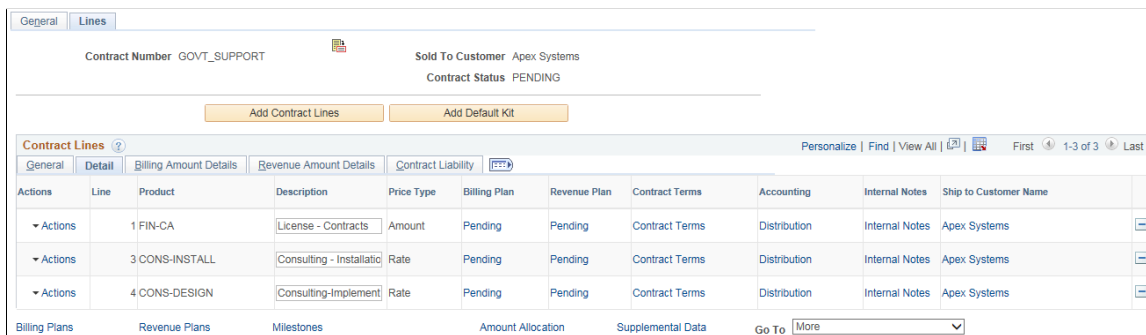 General Lines
Contract Number GOVT_SUPPORT Sold To Customer Apex Systems
Contract Status PENDING
Add Contract Lines Add Default Kit
Contract Lines ? Personalize | Find | View All | | First 1-3 of 3 Last
General Detail Billing Amount Details Revenue Amount Details Contract Liability
Actions Line Product Description Price Type Billing Plan Revenue Plan Contract Terms Accounting Internal Notes Ship to Customer Name
Actions 1 FIN-CA License - Contracts Amount Pending Pending Contract Terms Distribution Internal Notes Apex Systems
Actions 3 CONS-INSTALL Consulting - Installatio Rate Pending Pending Contract Terms Distribution Internal Notes Apex Systems
Actions 4 CONS-DESIGN Consulting-Implement Rate Pending Pending Contract Terms Distribution Internal Notes Apex Systems
Billing Plans Revenue Plans Milestones Amount Allocation Supplemental Data Go To More